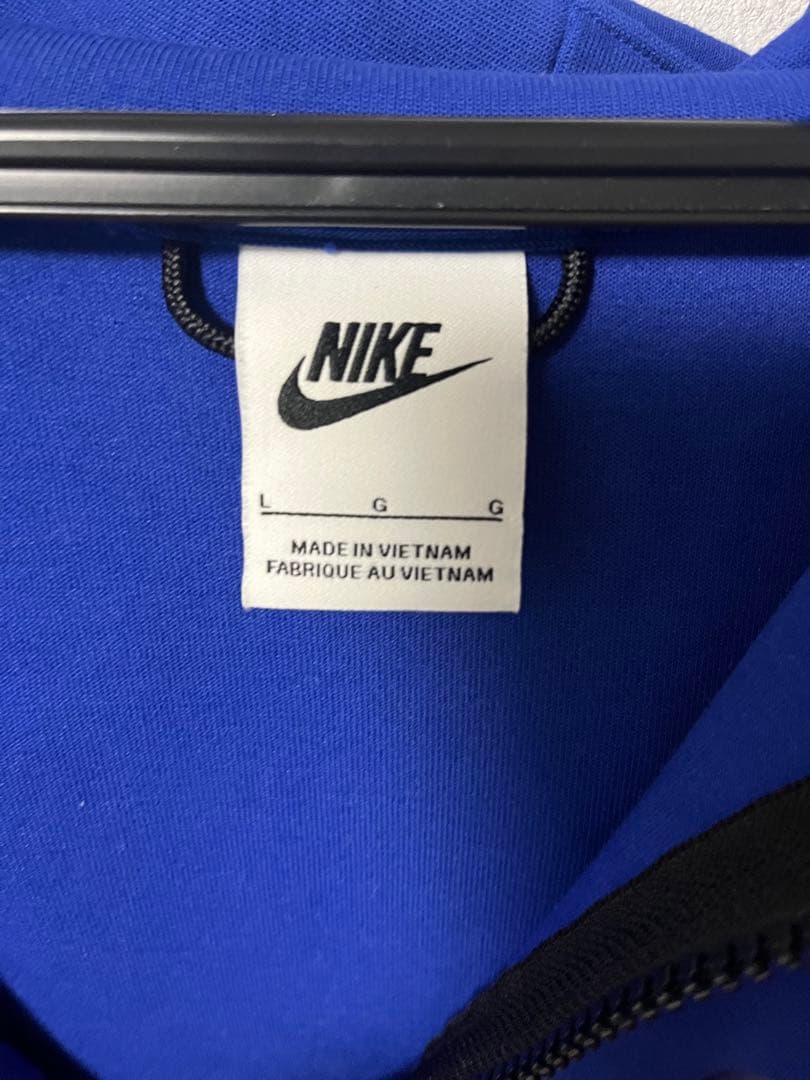 NIKE
L G G
MADE IN VIETNAM
FABRIQUE AU VIETNAM